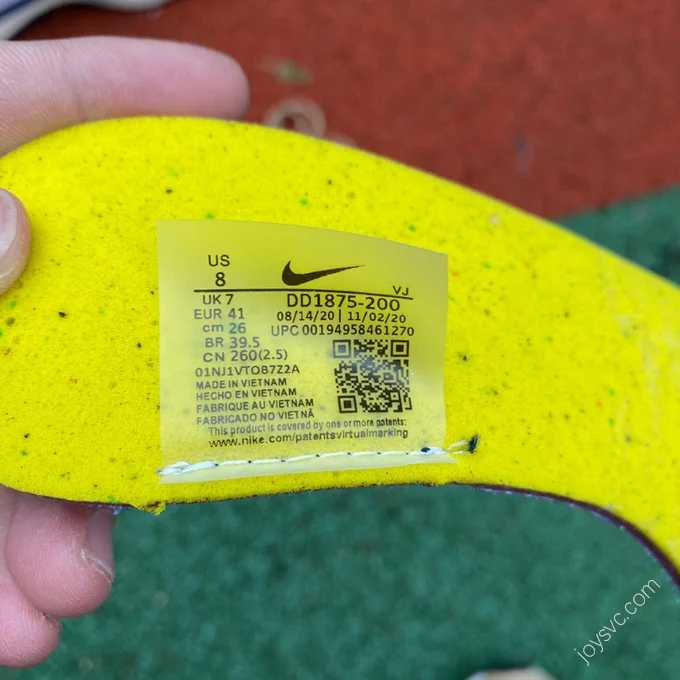 US
8
VJ
UK 7
DD1875-200
EUR 41
08/14/20 | 11/02/20
cm 26
UPC 00194958461270
BR 39.5
CN 260(2.5)
01NJ1VTOB7Z2A
MADE IN VIETNAM
HECHO EN VIETNAM
FABRIQUE AU VIETNAM
FABRICADO NO VIETNÃ
This product is covered by one or more patents:
www.nike.com/patentsvirtualmarking
joysvc.com